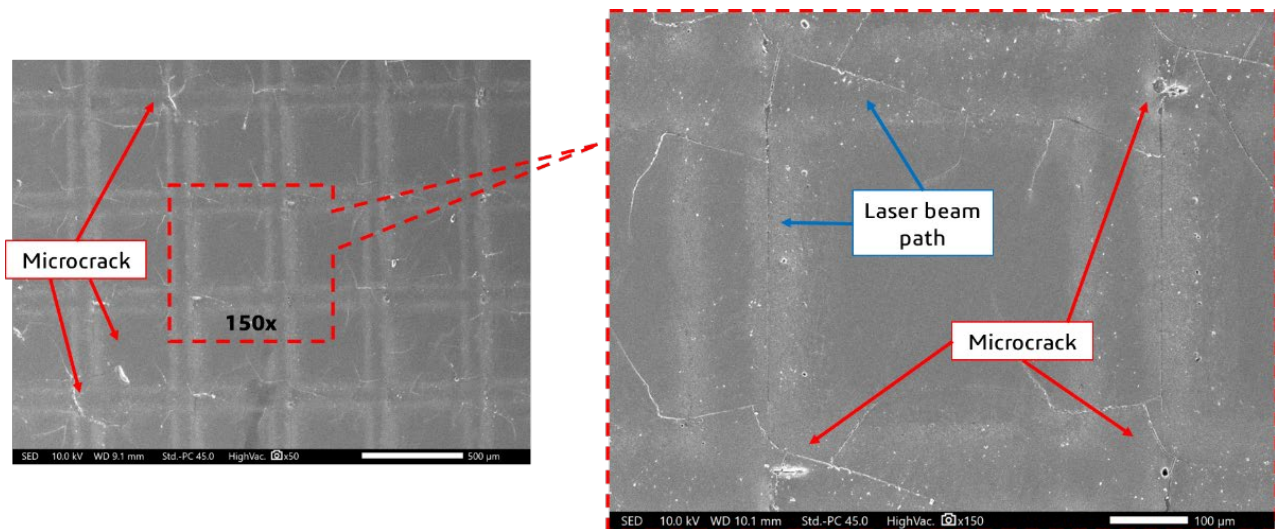 Microcrack
150x
SED 10.0 kV WD 9.1 mm Std.-PC 45.0 HighVac. x50 500 µm
Laser beam
path
Microcrack
SED 10.0 kV WD 10.1 mm Std.-PC 45.0 HighVac. x150 100 µm